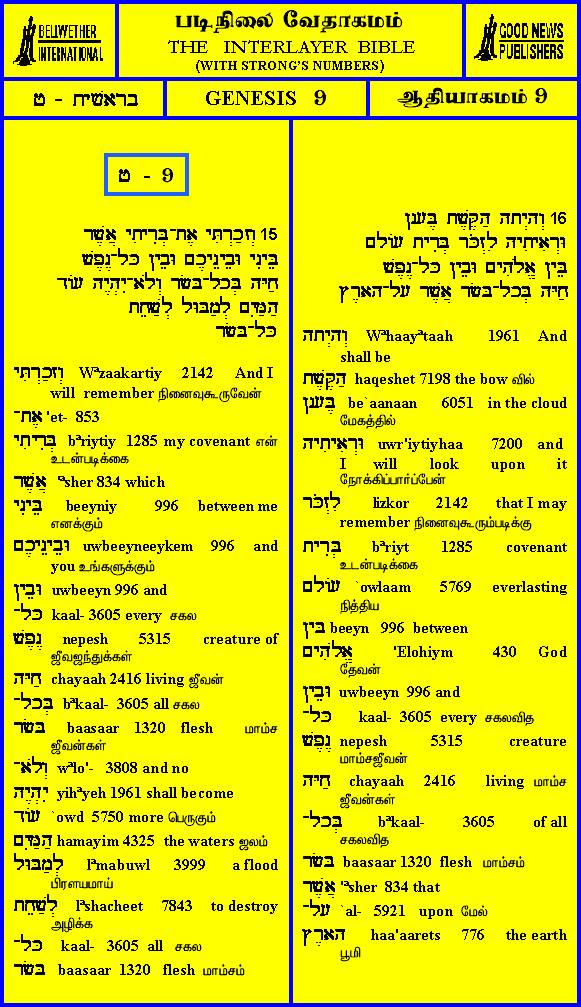 BELLWETHER
INTERNATIONAL
படிநிலை வேதாகமம்
THE INTERLAYER BIBLE
(WITH STRONG'S NUMBERS)
GOOD NEWS
PUBLISHERS
בראשית - ט
GENESIS 9
ஆதியாகமம் 9
ט - 9
15 וְזָכַרְתִּי אֶת־בְּרִיתִי אֲשֶׁר
בֵּינִי וּבֵינֵיכֶם וּבֵין כָּל־נֶפֶשׁ
חַיָּה בְּכָל־בָּשָׂר וְלֹא־יִהְיֶה עוֹד
הַמַּיִם לְמַבּוּל לְשַׁחֵת
כָּל־בָּשָׂר
וְזָכַרְתִּי Wᵃzaakartiy 2142 And I
will remember நினைவுகூருவேன்
אֶת־ 'et- 853
בְּרִיתִי bᵃriytiy 1285 my covenant என்
உடன்படிக்கை
אֲשֶׁר 'ᵃsher 834 which
בֵּינִי beeyniy 996 between me
எனக்கும்
וּבֵינֵיכֶם uwbeeyneeykem 996 and
you உங்களுக்கும்
וּבֵין uwbeeyn 996 and
כָּל־ kaal- 3605 every சகல
נֶפֶשׁ nepesh 5315 creature of
ஜீவஜந்துக்கள்
חַיָּה chayaah 2416 living ஜீவன்
בְּכָל־ bᵃkaal- 3605 all சகல
בָּשָׂר baasaar 1320 flesh மாம்ச
ஜீவன்கள்
וְלֹא־ wᵃlo'- 3808 and no
יִהְיֶה yihᵃyeh 1961 shall become
עוֹד `owd 5750 more பெருகும்
הַמַּיִם hamayim 4325 the waters ஜலம்
לְמַבּוּל lᵃmabuwl 3999 a flood
பிரளயமாய்
לְשַׁחֵת lᵃshacheet 7843 to destroy
அழிக்க
כָּל־ kaal- 3605 all சகல
בָּשָׂר baasaar 1320 flesh மாம்சம்
16 וְהָיְתָה הַקֶּשֶׁת בֶּעָנָן
וּרְאִיתִיהָ לִזְכֹּר בְּרִית עוֹלָם
בֵּין אֱלֹהִים וּבֵין כָּל־נֶפֶשׁ
חַיָּה בְּכָל־בָּשָׂר אֲשֶׁר עַל־הָאָרֶץ
וְהָיְתָה Wᵃhaayᵃtaah 1961 And
shall be
הַקֶּשֶׁת haqeshet 7198 the bow வில்
בֶּעָנָן be`aanaan 6051 in the cloud
மேகத்தில்
וּרְאִיתִיהָ uwr'iytiyhaa 7200 and
I will look upon it
நோக்கிப்பார்ப்பேன்
לִזְכֹּר lizkor 2142 that I may
remember நினைவுகூரும்படிக்கு
בְּרִית bᵃriyt 1285 covenant
உடன்படிக்கை
עוֹלָם `owlaam 5769 everlasting
நித்திய
בֵּין beeyn 996 between
אֱלֹהִים 'Elohiym 430 God
தேவன்
וּבֵין uwbeeyn 996 and
כָּל־ kaal- 3605 every சகலவித
נֶפֶשׁ nepesh 5315 creature
மாம்சஜீவன்
חַיָּה chayaah 2416 living மாம்ச
ஜீவன்கள்
בְּכָל־ bᵃkaal- 3605 of all
சகலவித
בָּשָׂר baasaar 1320 flesh மாம்சம்
אֲשֶׁר 'ᵃsher 834 that
עַל־ `al- 5921 upon மேல்
הָאָרֶץ haa'aarets 776 the earth
பூமி